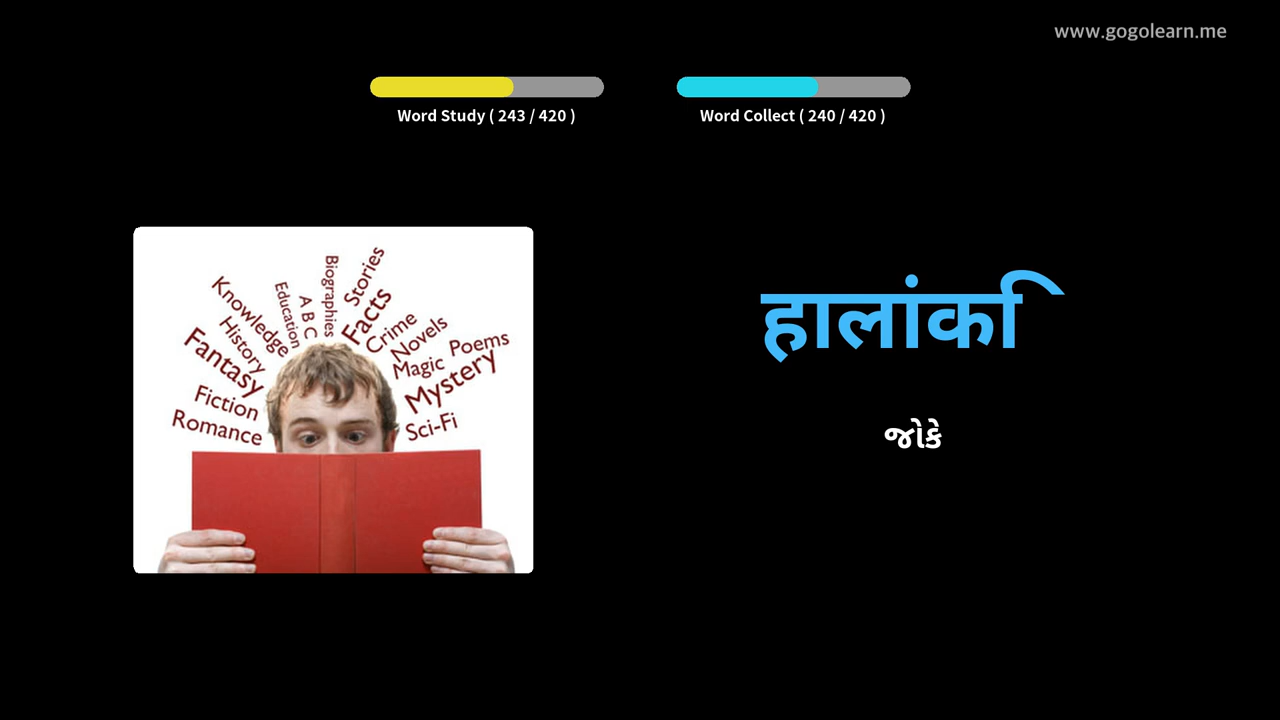 www.gogolearn.me
Word Study ( 243 / 420 )
Word Collect ( 240 / 420 )
Biographies
Stories
Knowledge
Education
A B C
Facts
History
Crime
Novels
Fantasy
Magic
Poems
Fiction
Mystery
Romance
Sci-Fi
हालांकि
જોકે